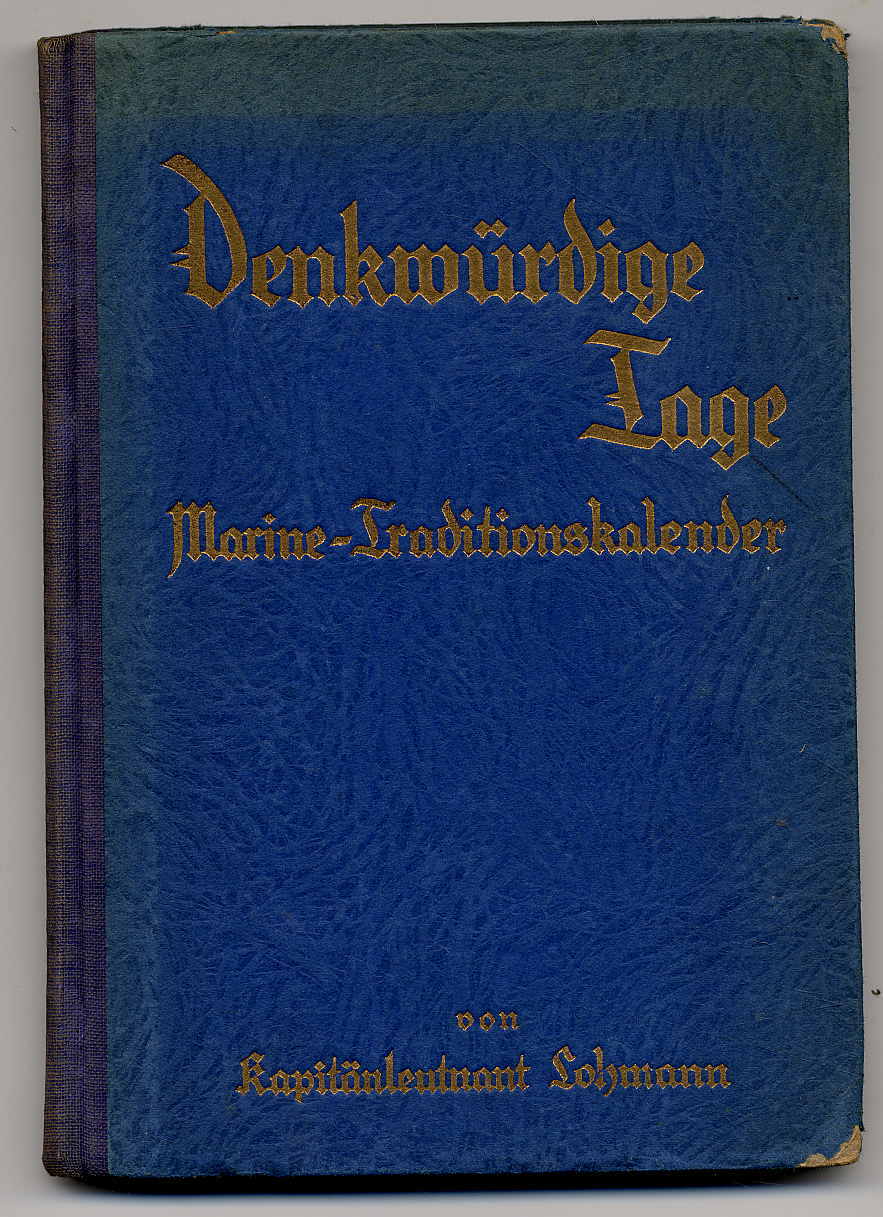 Denkwürdige
Tage
Marine-Traditionskalender
von
Kapitänleutnant Lohmann